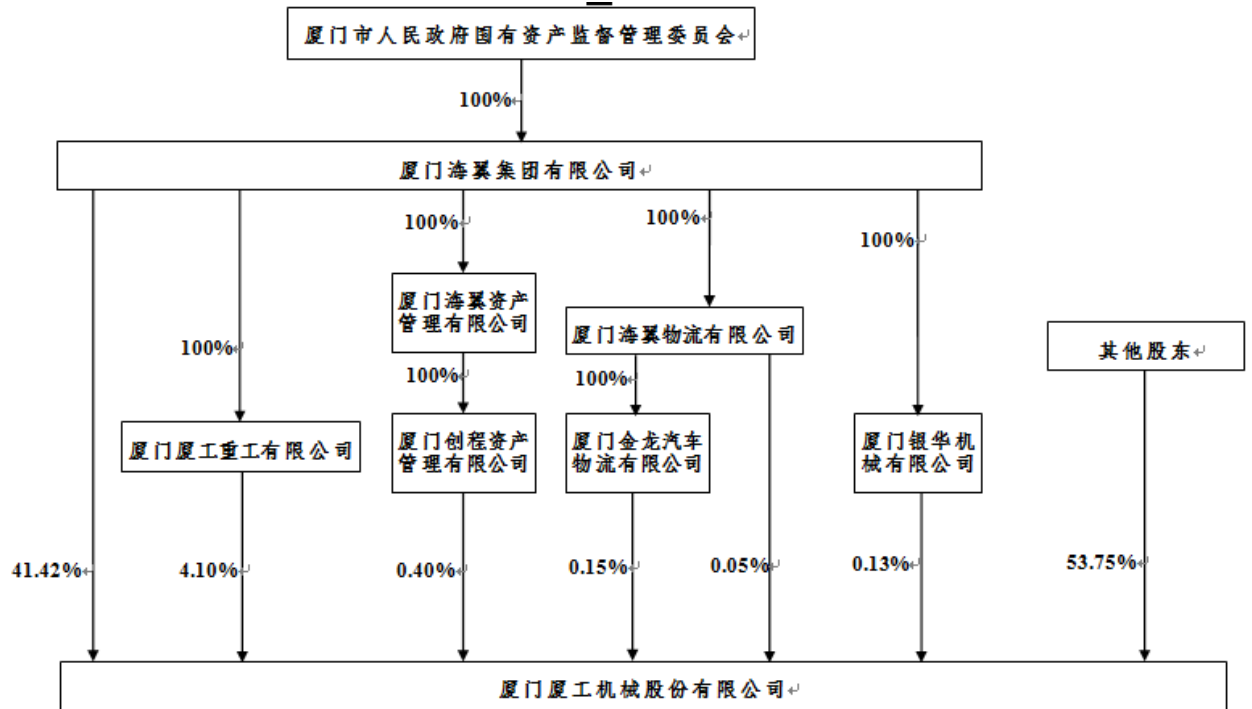 厦门市人民政府国有资产监督管理委员会
100%
厦门海翼集团有限公司
100%
100%
100%
厦门海翼资产
管理有限公司
厦门海翼物流有限公司
其他股东
100%
100%
100%
厦门厦工重工有限公司
厦门创程资产
管理有限公司
厦门金龙汽车
物流有限公司
厦门银华机
械有限公司
41.42%
4.10%
0.40%
0.15%
0.05%
0.13%
53.75%
厦门厦工机械股份有限公司